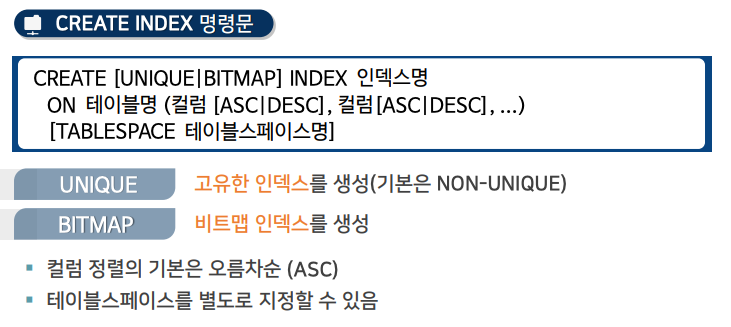 CREATE INDEX 명령문
CREATE [UNIQUE|BITMAP] INDEX 인덱스명
ON 테이블명 (컬럼 [ASC|DESC], 컬럼[ASC|DESC], ...)
[TABLESPACE 테이블스페이스명]
UNIQUE 고유한 인덱스를 생성(기본은 NON-UNIQUE)
BITMAP 비트맵 인덱스를 생성
▪ 컬럼 정렬의 기본은 오름차순 (ASC)
▪ 테이블스페이스를 별도로 지정할 수 있음